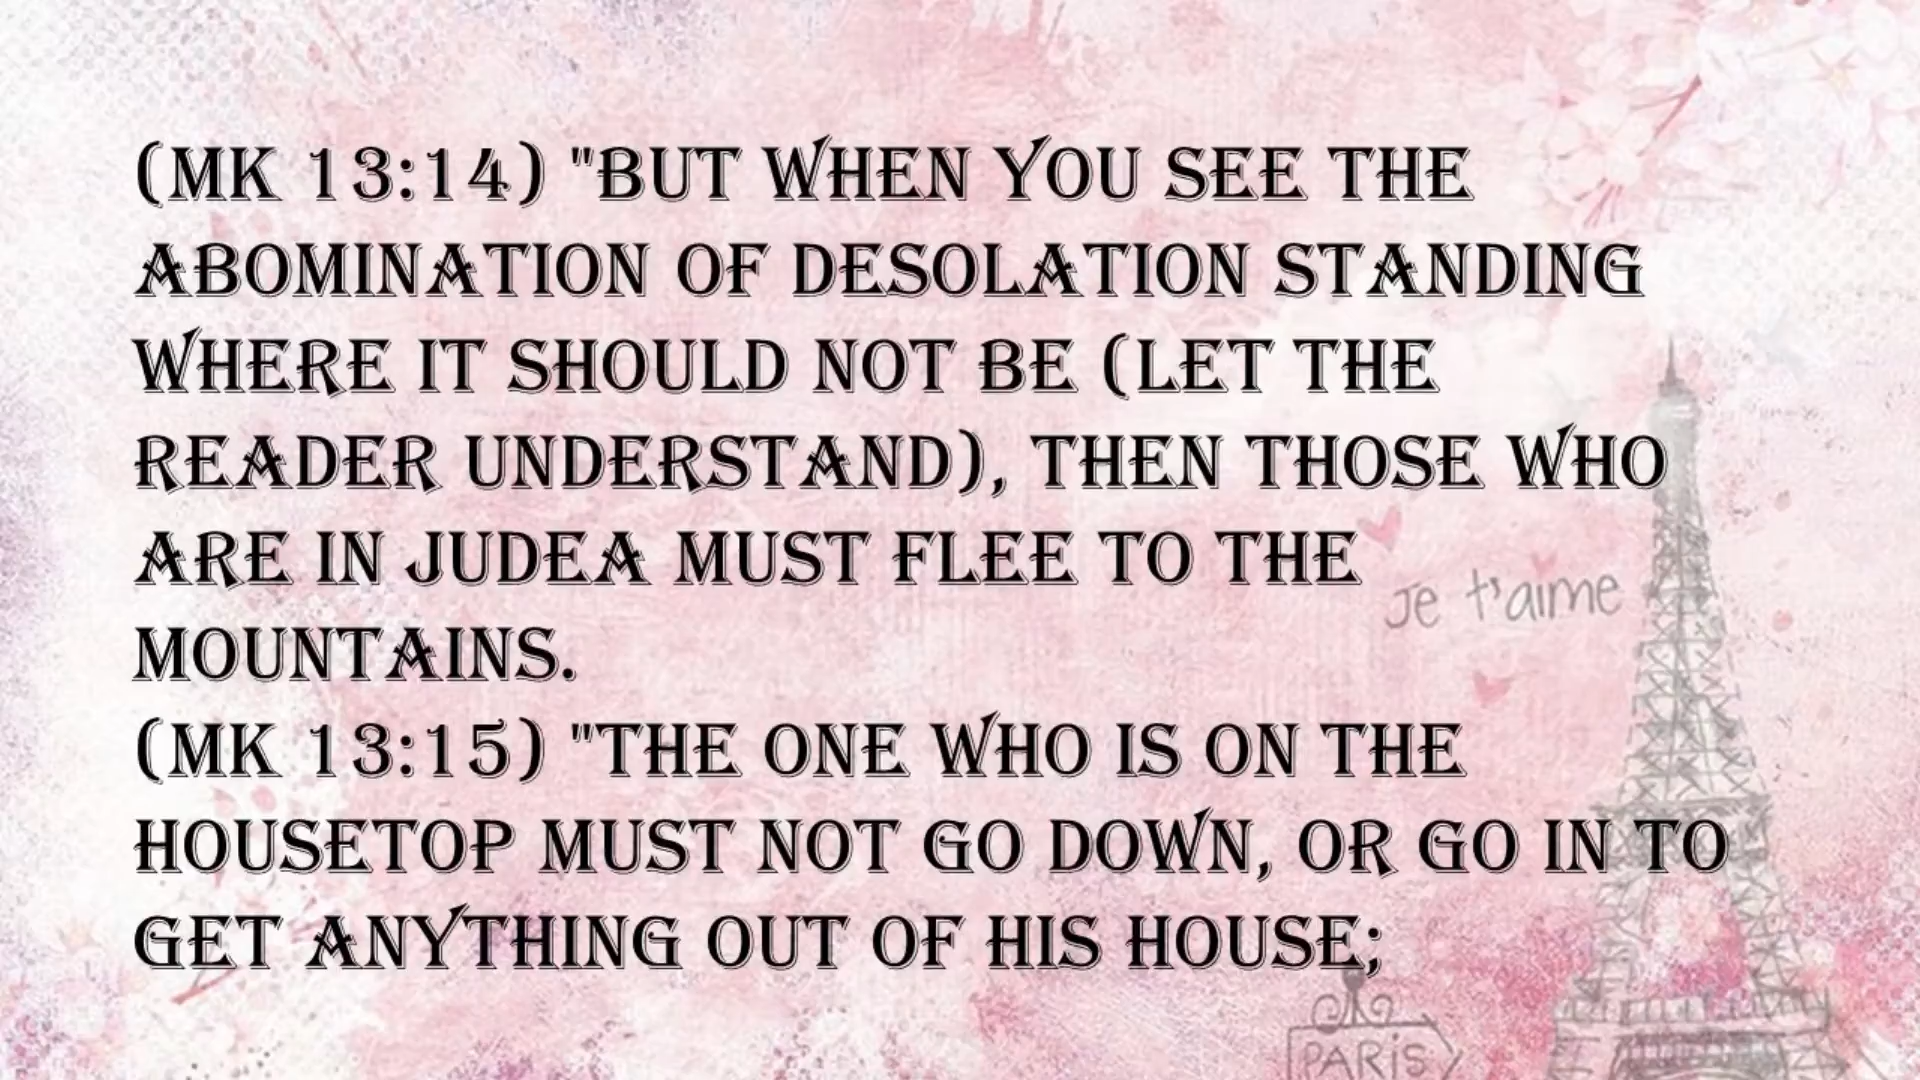 (MK 13:14) "BUT WHEN YOU SEE THE
ABOMINATION OF DESOLATION STANDING
WHERE IT SHOULD NOT BE (LET THE
READER UNDERSTAND), THEN THOSE WHO
ARE IN JUDEA MUST FLEE TO THE
MOUNTAINS.
(MK 13:15) "THE ONE WHO IS ON THE
HOUSETOP MUST NOT GO DOWN, OR GO IN TO
GET ANYTHING OUT OF HIS HOUSE;
je t'aime
PARiS